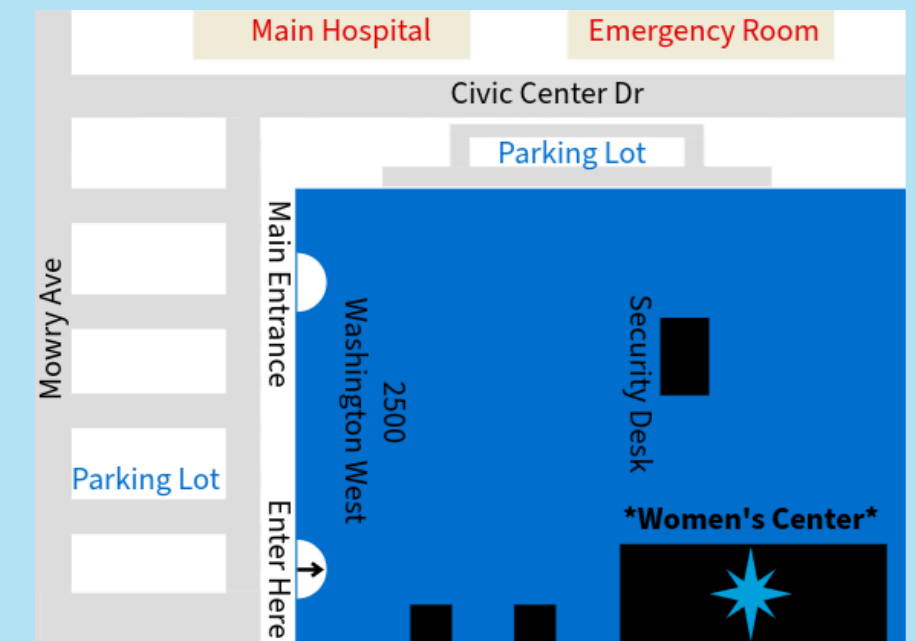 Main Hospital
Emergency Room
Civic Center Dr
Parking Lot
Main Entrance
Mowry Ave
2500
Washington West
Security Desk
Parking Lot
Enter Here
*Women's Center*